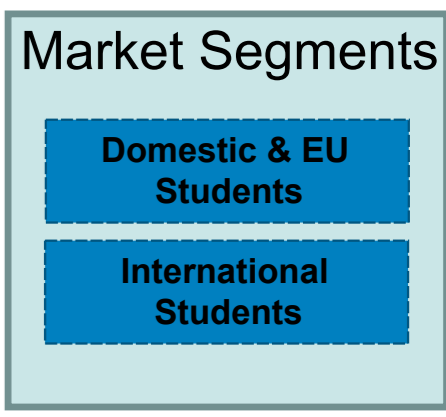 Market Segments
Domestic & EU
Students
International
Students